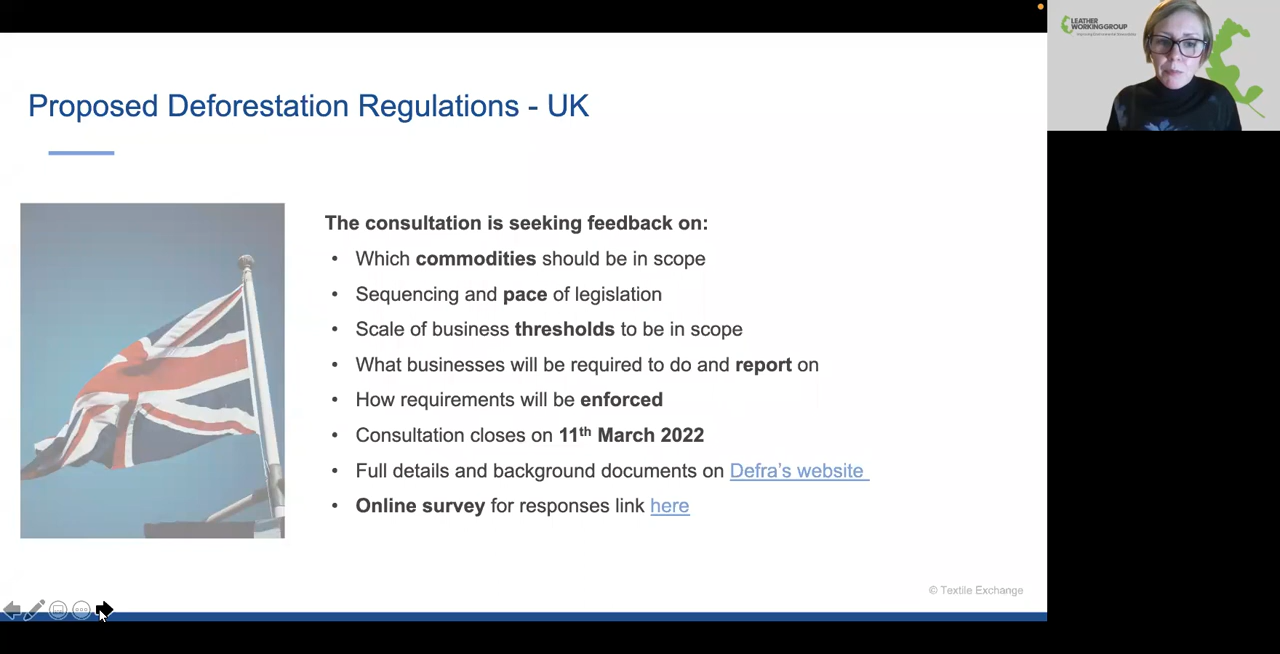 Proposed Deforestation Regulations - UK
The consultation is seeking feedback on:
• Which commodities should be in scope
• Sequencing and pace of legislation
• Scale of business thresholds to be in scope
• What businesses will be required to do and report on
• How requirements will be enforced
• Consultation closes on 11th March 2022
• Full details and background documents on Defra's website
• Online survey for responses link here
© Textile Exchange
LEATHER
WORKINGGROUP